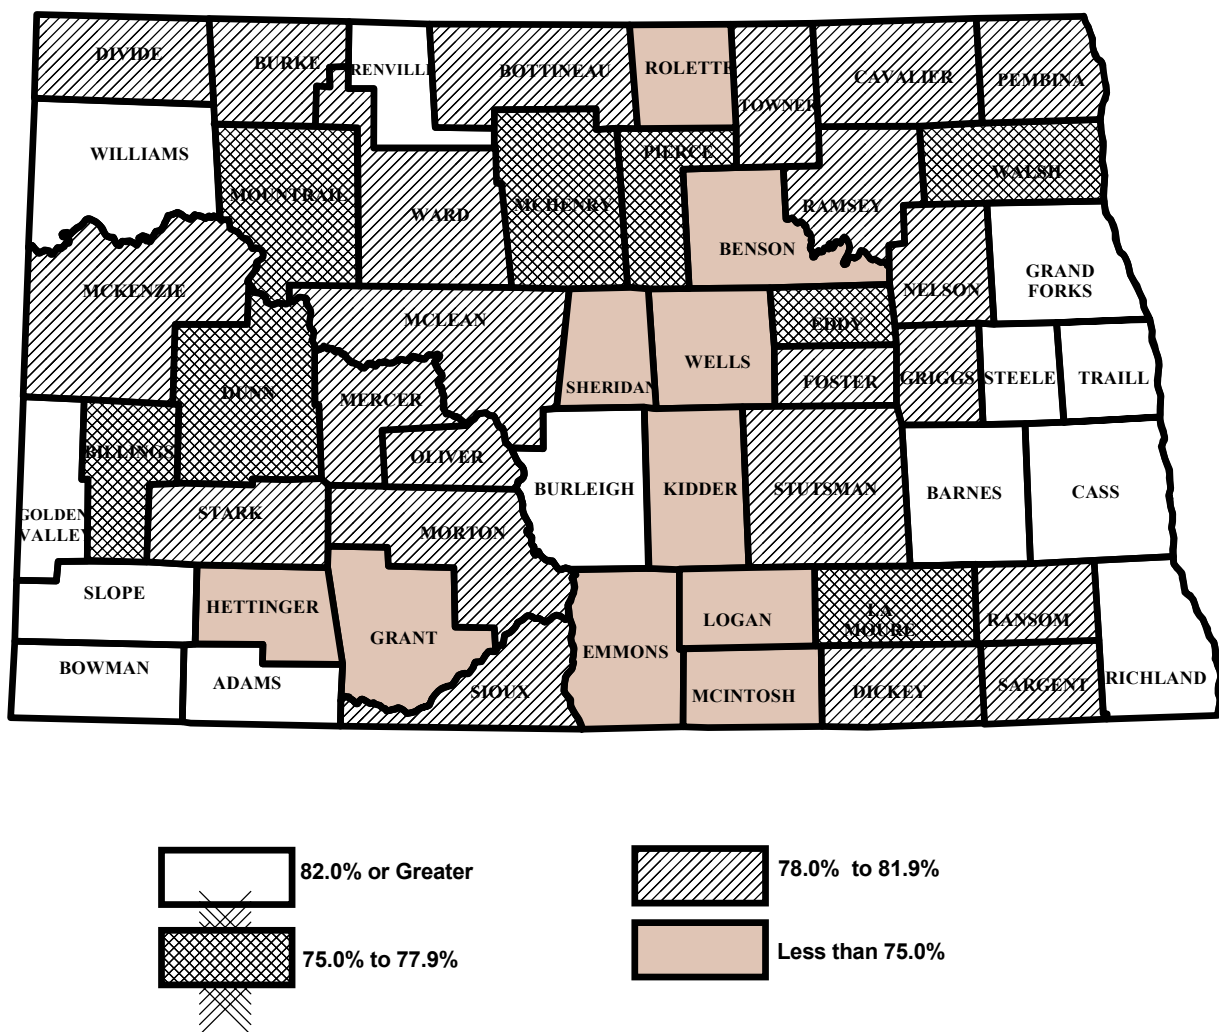 DIVIDE
BURKE
RENVILLE
BOTTINEAU
ROLETTE
TOWNER
CAVALIER
PEMBINA
WILLIAMS
MOUNTRAIL
WARD
MCHENRY
PIERCE
BENSON
RAMSEY
WALSH
MCKENZIE
NELSON
GRAND
FORKS
MCLEAN
EDDY
SHERIDAN
WELLS
DUNN
MERCER
FOSTER
GRIGGS
STEELE
TRAILL
BILLINGS
OLIVER
BURLEIGH
KIDDER
STUTSMAN
BARNES
CASS
GOLDEN
VALLEY
STARK
MORTON
SLOPE
HETTINGER
GRANT
EMMONS
LOGAN
LA
MOURE
RANSOM
BOWMAN
ADAMS
SIOUX
MCINTOSH
DICKEY
SARGENT
RICHLAND
82.0% or Greater
78.0% to 81.9%
75.0% to 77.9%
Less than 75.0%